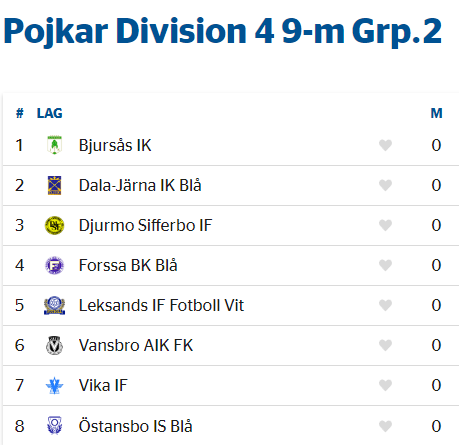 Pojkar Division 4 9-m Grp.2
# LAG M
1 Bjursås IK 0
2 Dala-Järna IK Blå 0
3 Djurmo Sifferbo IF 0
4 Forssa BK Blå 0
5 Leksands IF Fotboll Vit 0
6 Vansbro AIK FK 0
7 Vika IF 0
8 Östansbo IS Blå 0